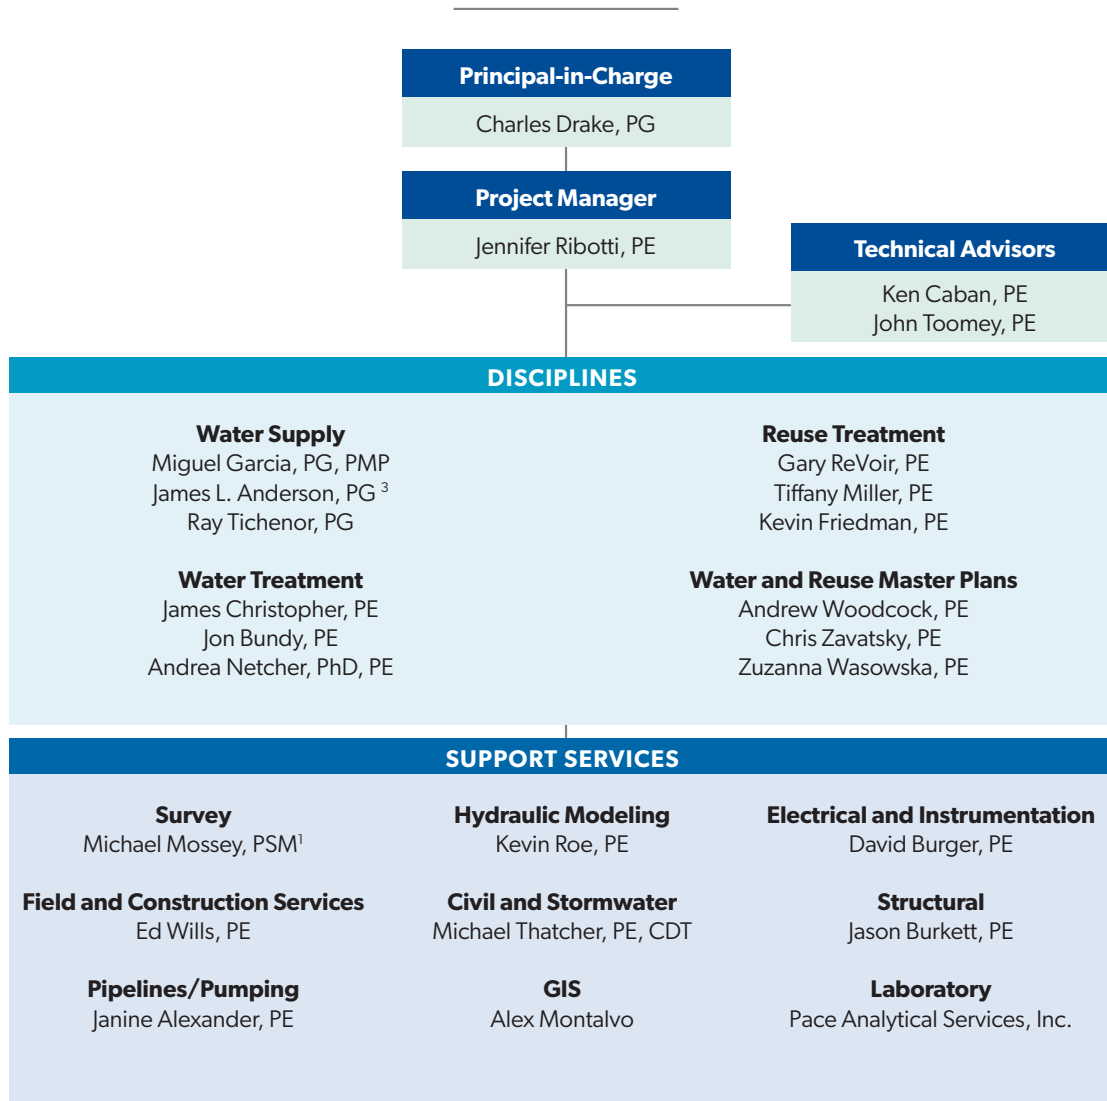 Principal-in-Charge
Charles Drake, PG
Project Manager
Jennifer Ribotti, PE
Technical Advisors
Ken Caban, PE
John Toomey, PE
DISCIPLINES
Water Supply
Miguel Garcia, PG, PMP
James L. Anderson, PG 3
Ray Tichenor, PG
Reuse Treatment
Gary ReVoir, PE
Tiffany Miller, PE
Kevin Friedman, PE
Water Treatment
James Christopher, PE
Jon Bundy, PE
Andrea Netcher, PhD, PE
Water and Reuse Master Plans
Andrew Woodcock, PE
Chris Zavatsky, PE
Zuzanna Wasowska, PE
SUPPORT SERVICES
Survey
Michael Mossey, PSM1
Hydraulic Modeling
Kevin Roe, PE
Electrical and Instrumentation
David Burger, PE
Field and Construction Services
Ed Wills, PE
Civil and Stormwater
Michael Thatcher, PE, CDT
Structural
Jason Burkett, PE
Pipelines/Pumping
Janine Alexander, PE
GIS
Alex Montalvo
Laboratory
Pace Analytical Services, Inc.